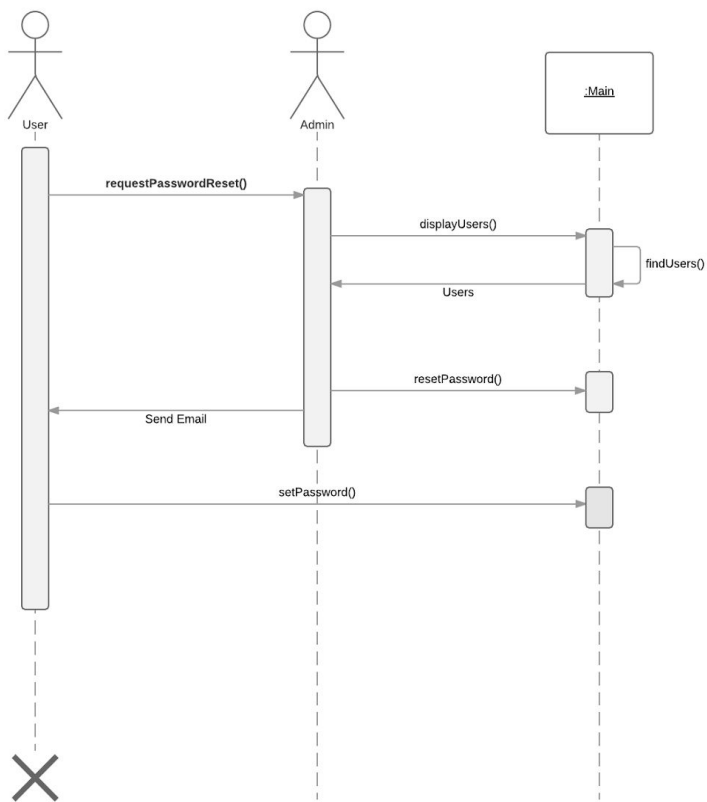 User
Admin
:Main
requestPasswordReset()
displayUsers()
findUsers()
Users
resetPassword()
Send Email
setPassword()